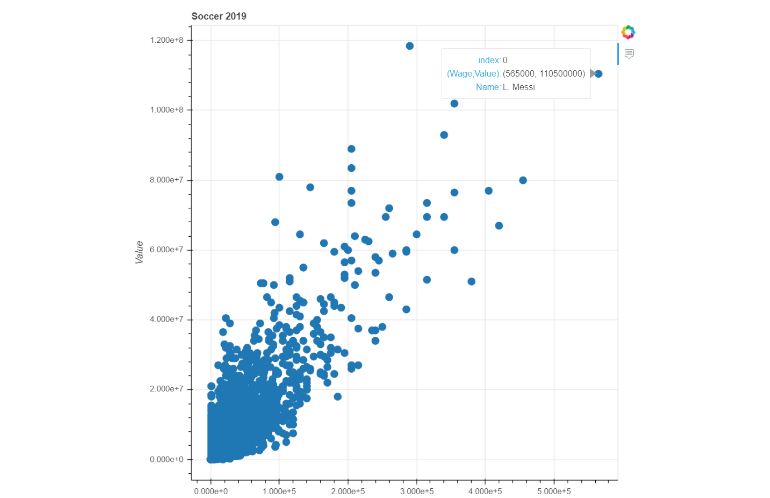 Soccer 2019
1.200e+8
index: 0
(Wage,Value): (565000, 110500000)
Name: L. Messi
1.000e+8
8.000e+7
Value
6.000e+7
4.000e+7
2.000e+7
0.000e+0
0.000e+0 1.000e+5 2.000e+5 3.000e+5 4.000e+5 5.000e+5